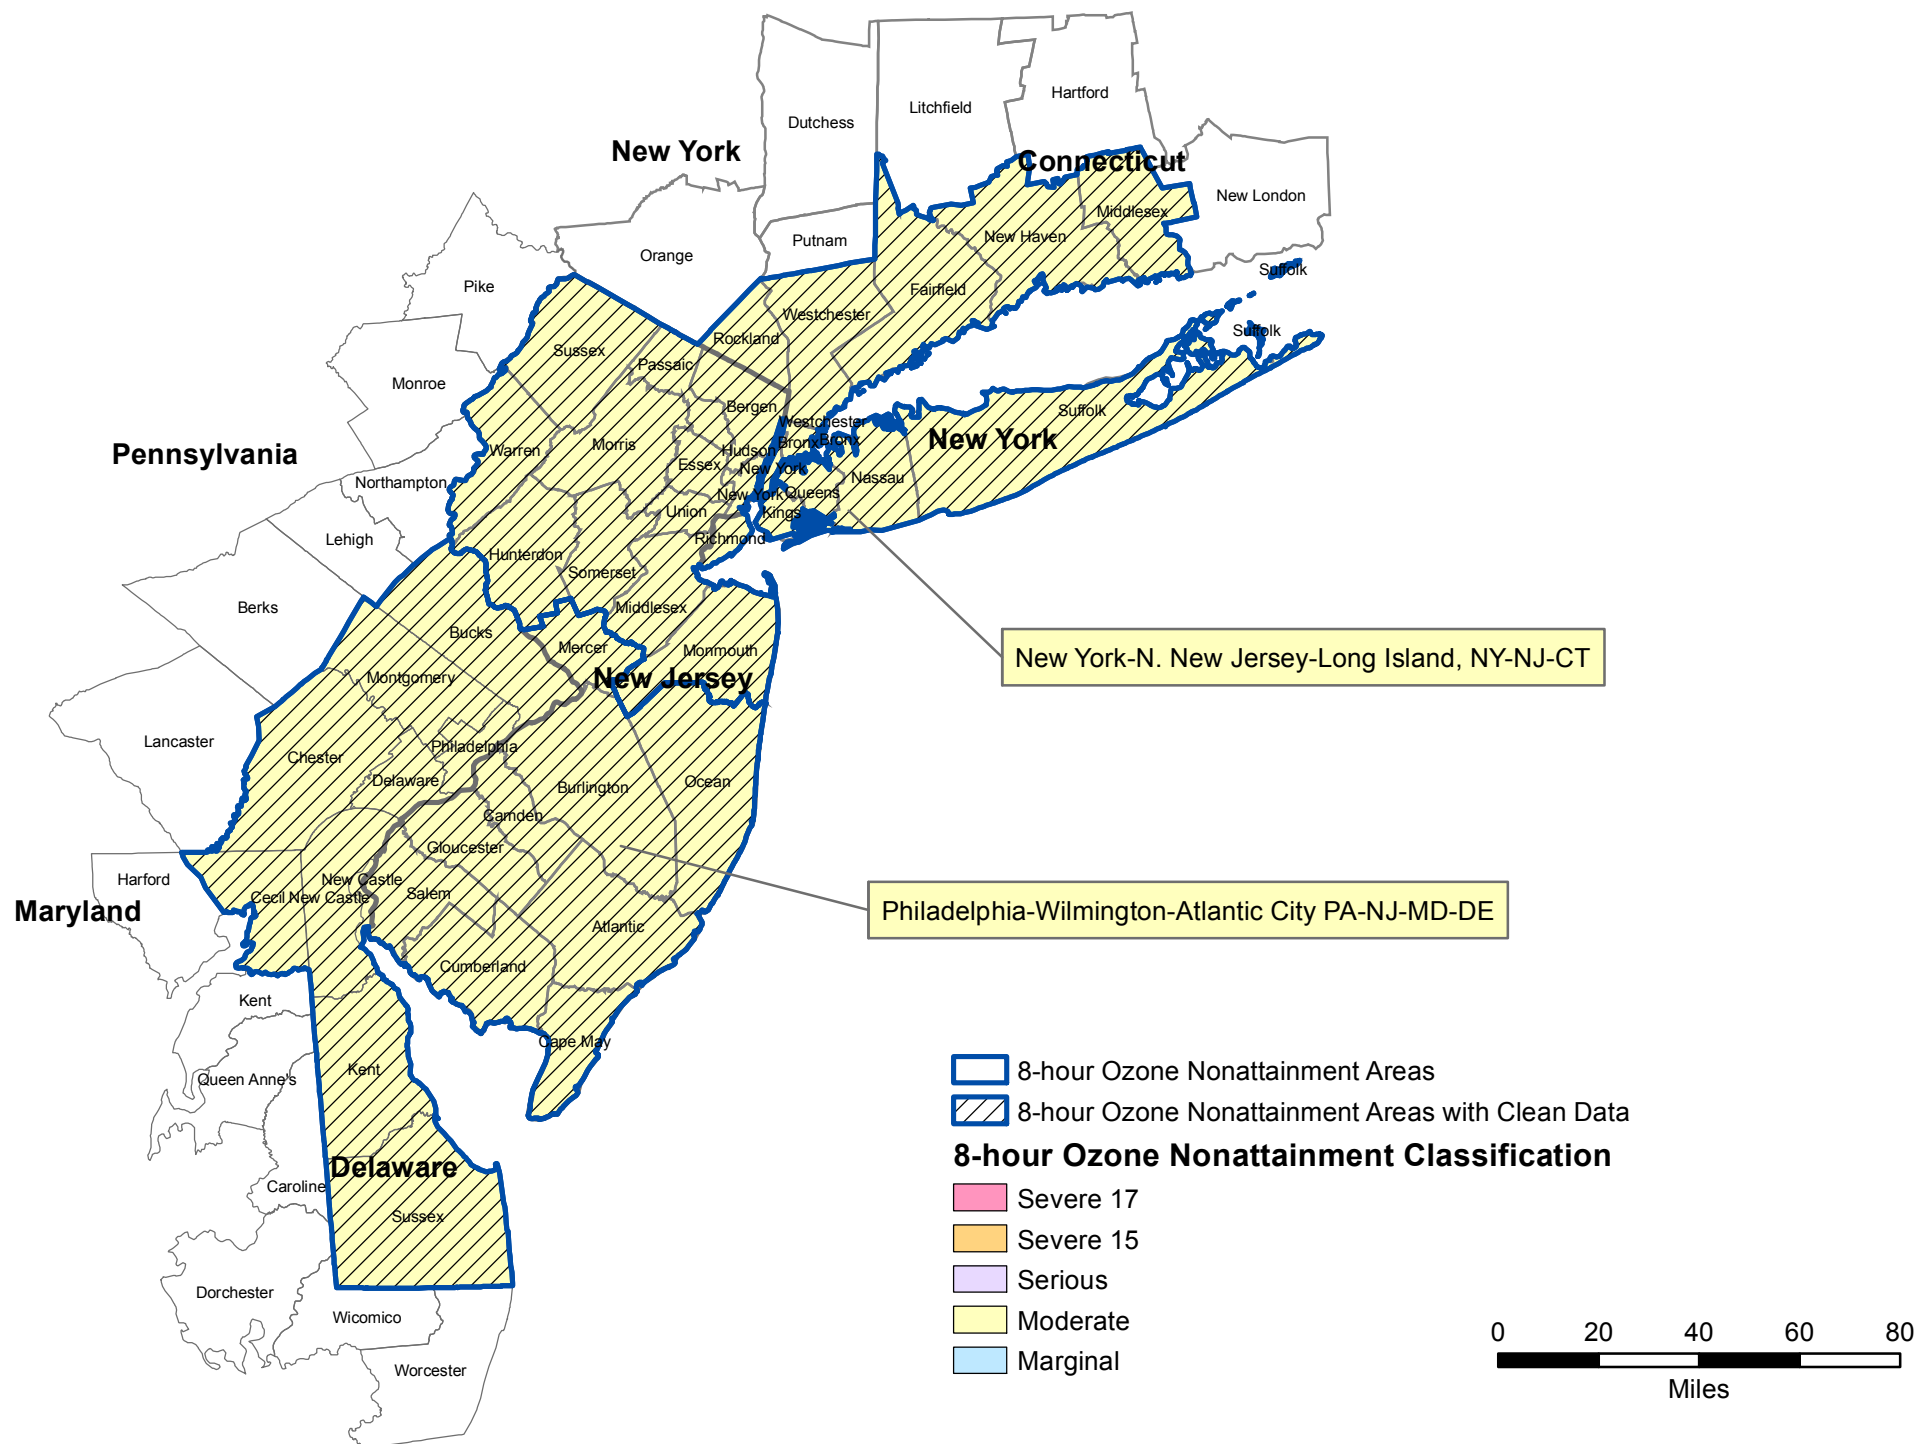 Hartford
Litchfield
Dutchess
New York
Connecticut
New London
Middlesex
New Haven
Putnam
Orange
Suffolk
Pike
Fairfield
Westchester
Suffolk
Rockland
Sussex
Passaic
Monroe
Bergen
Suffolk
Westchester
New York
Bronx
Bronx
Morris
Warren
Hudson
Pennsylvania
Essex
New York
Nassau
Northampton
New York
Queens
Union
Kings
Lehigh
Richmond
Hunterdon
Somerset
Berks
Middlesex
Bucks
Mercer
Monmouth
New York-N. New Jersey-Long Island, NY-NJ-CT
Montgomery
New Jersey
Lancaster
Philadelphia
Chester
Delaware
Ocean
Burlington
Camden
Gloucester
Harford
New Castle
Salem
Cecil
New Castle
Maryland
Philadelphia-Wilmington-Atlantic City PA-NJ-MD-DE
Atlantic
Cumberland
Kent
Cape May
Kent
Queen Anne's
8-hour Ozone Nonattainment Areas
8-hour Ozone Nonattainment Areas with Clean Data
8-hour Ozone Nonattainment Classification
Delaware
Caroline
Severe 17
Sussex
Severe 15
Serious
Dorchester
Wicomico
Moderate
Worcester
Marginal
0 20 40 60 80
Miles